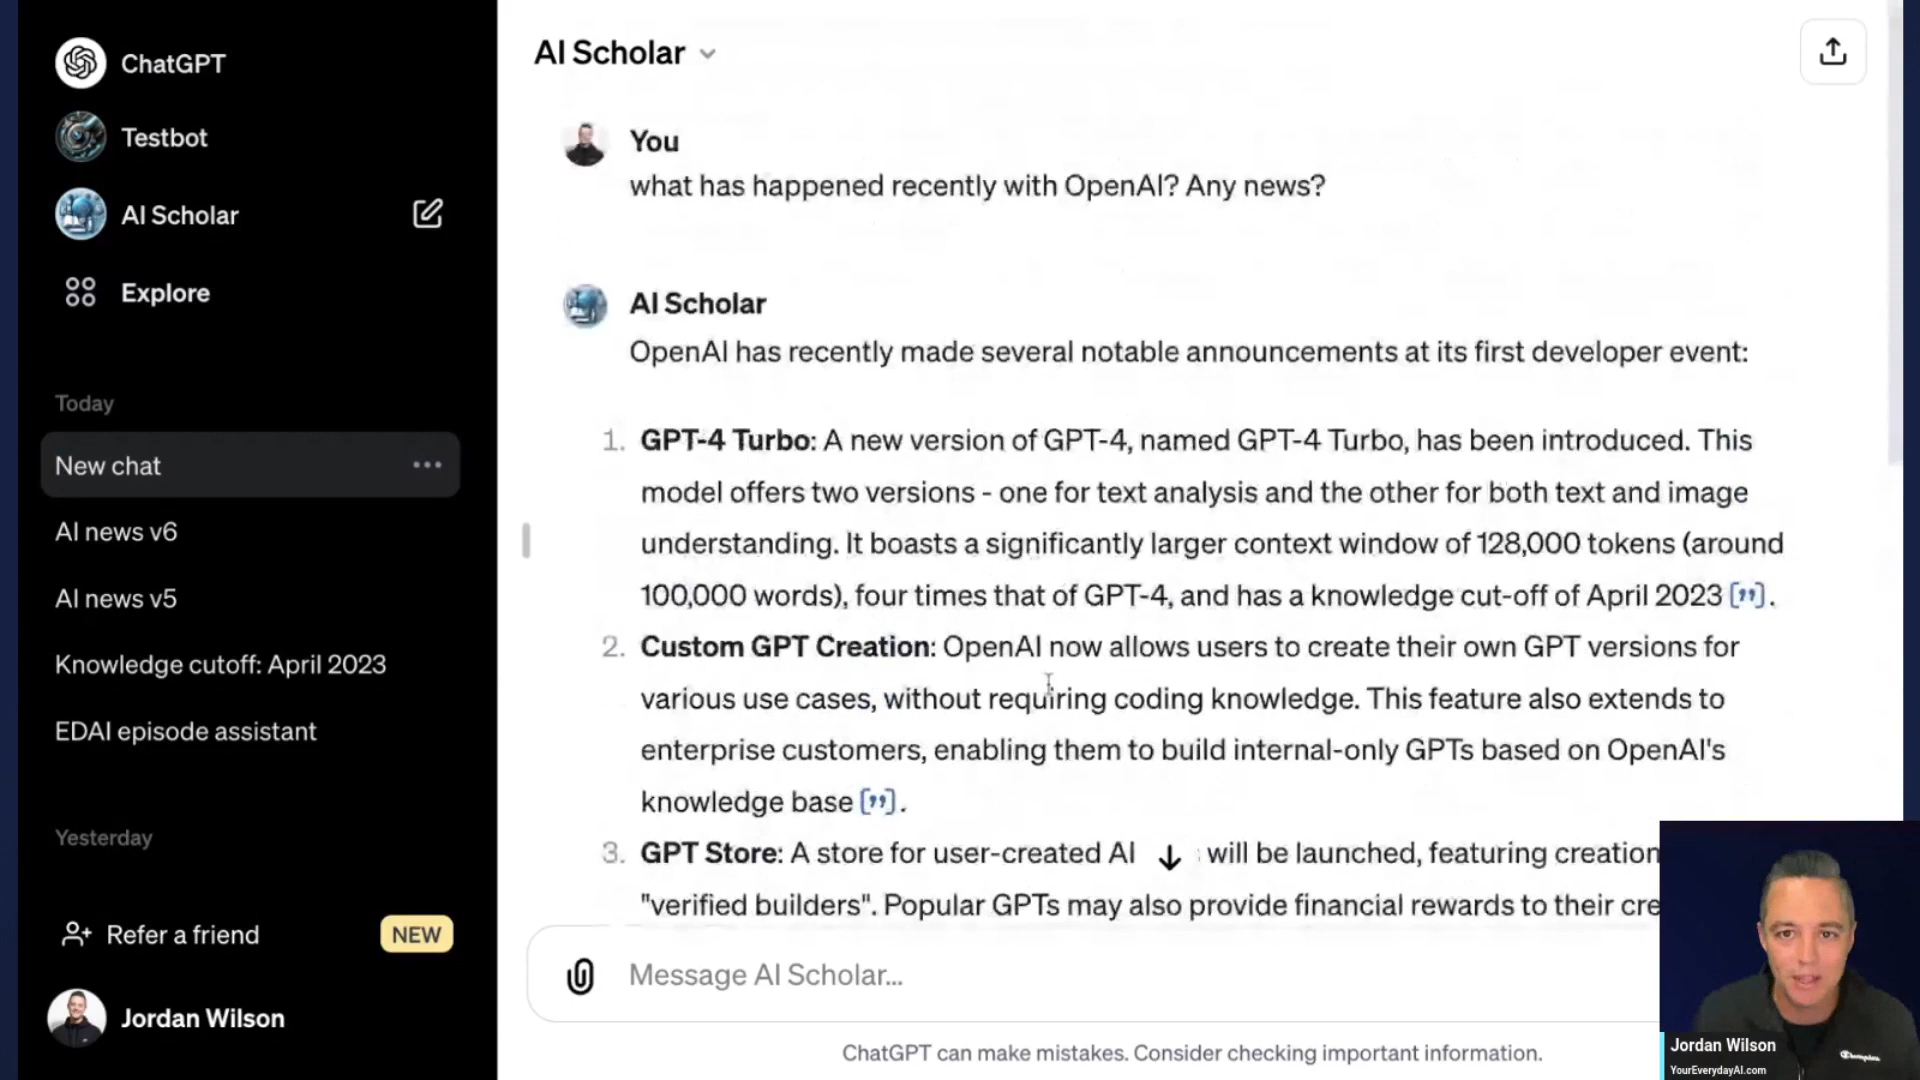 ChatGPT
Testbot
AI Scholar
Explore
Today
New chat
AI news v6
AI news v5
Knowledge cutoff: April 2023
EDAI episode assistant
Yesterday
Refer a friend
NEW
Jordan Wilson
AI Scholar
You
what has happened recently with OpenAI? Any news?
AI Scholar
OpenAI has recently made several notable announcements at its first developer event:
1. GPT-4 Turbo: A new version of GPT-4, named GPT-4 Turbo, has been introduced. This
model offers two versions - one for text analysis and the other for both text and image
understanding. It boasts a significantly larger context window of 128,000 tokens (around
100,000 words), four times that of GPT-4, and has a knowledge cut-off of April 2023 ["].
2. Custom GPT Creation: OpenAI now allows users to create their own GPT versions for
various use cases, without requiring coding knowledge. This feature also extends to
enterprise customers, enabling them to build internal-only GPTs based on OpenAI's
knowledge base ["].
3. GPT Store: A store for user-created AI will be launched, featuring creation
"verified builders". Popular GPTs may also provide financial rewards to their cre
Message AI Scholar...
ChatGPT can make mistakes. Consider checking important information.
Champion
Jordan Wilson
YourEverydayAI.com